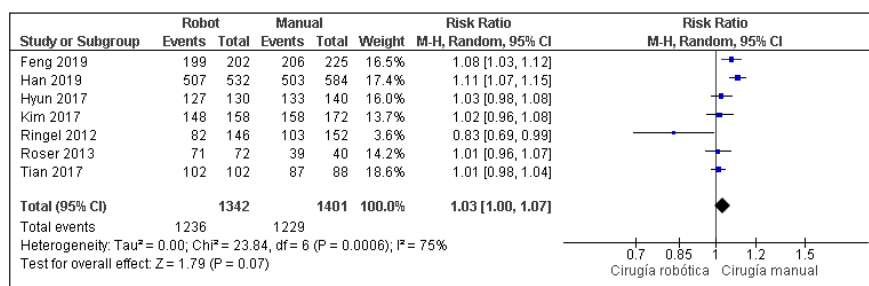 Robot Manual Risk Ratio Risk Ratio
Study or Subgroup Events Total Events Total Weight M-H, Random, 95% CI M-H, Random, 95% CI
Feng 2019 199 202 206 225 16.5% 1.08 [1.03, 1.12]
Han 2019 507 532 503 584 17.4% 1.11 [1.07, 1.15]
Hyun 2017 127 130 133 140 16.0% 1.03 [0.98, 1.08]
Kim 2017 148 158 158 172 13.7% 1.02 [0.96, 1.08]
Ringel 2012 82 146 103 152 3.6% 0.83 [0.69, 0.99]
Roser 2013 71 72 39 40 14.2% 1.01 [0.96, 1.07]
Tian 2017 102 102 87 88 18.6% 1.01 [0.98, 1.04]
Total (95% CI) 1342 1401 100.0% 1.03 [1.00, 1.07]
Total events 1236 1229
Heterogeneity: Tau² = 0.00; Chi² = 23.84, df = 6 (P = 0.0006); I² = 75%
Test for overall effect: Z = 1.79 (P = 0.07)
0.7 0.85 1 1.2 1.5
Cirugía robótica Cirugía manual